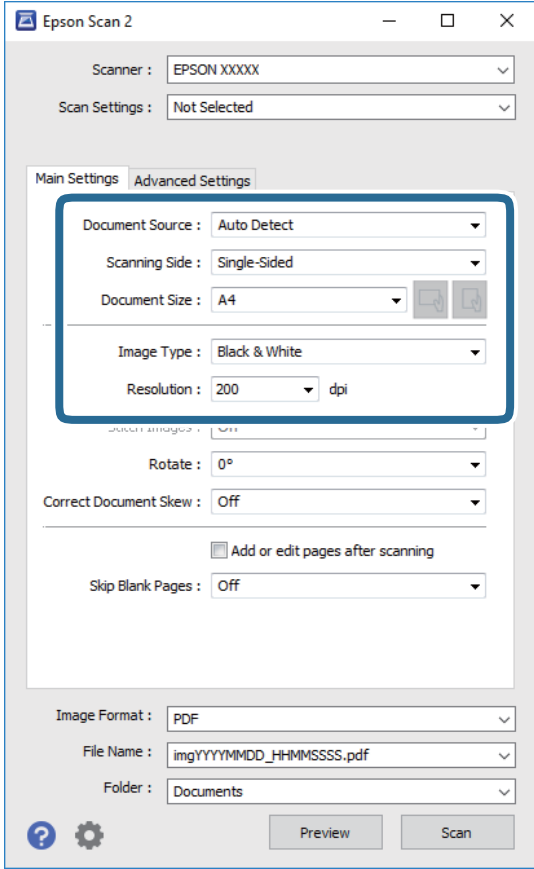 Epson Scan 2
Scanner : EPSON XXXXX
Scan Settings : Not Selected
Main Settings Advanced Settings
Document Source : Auto Detect
Scanning Side : Single-Sided
Document Size : A4
Image Type : Black & White
Resolution : 200 dpi
Stitch Images :
Rotate : 0°
Correct Document Skew : Off
Add or edit pages after scanning
Skip Blank Pages : Off
Image Format : PDF
File Name : imgYYYYMMDD_HHMMSSSS.pdf
Folder : Documents
? Preview Scan